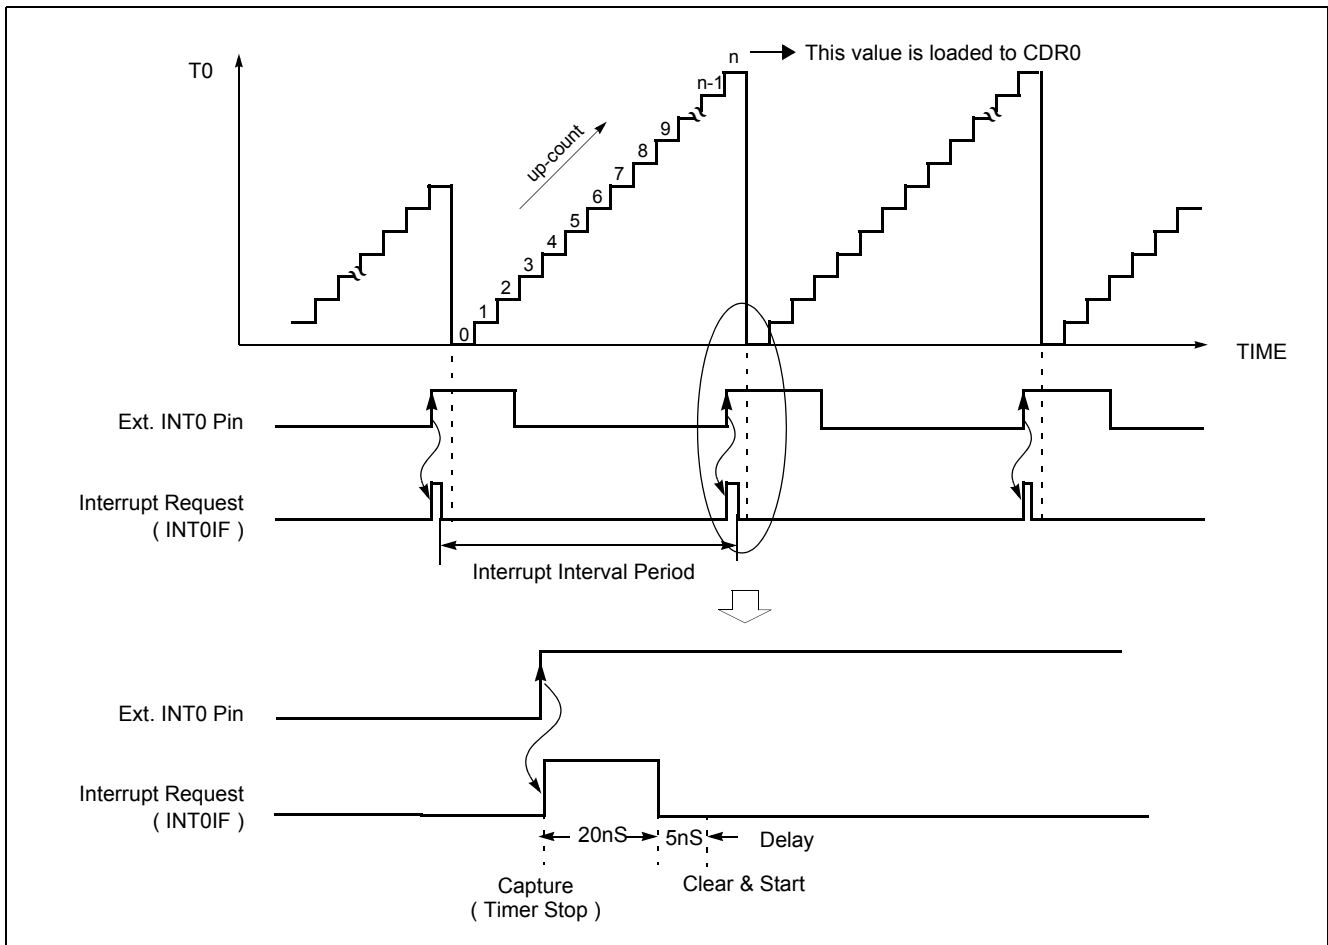 T0
n
This value is loaded to CDR0
n-1
9
8
7
6
5
4
3
2
1
0
up-count
TIME
Ext. INT0 Pin
Interrupt Request
( INT0IF )
Interrupt Interval Period
Ext. INT0 Pin
Interrupt Request
( INT0IF )
20nS
5nS
Delay
Capture
( Timer Stop )
Clear & Start